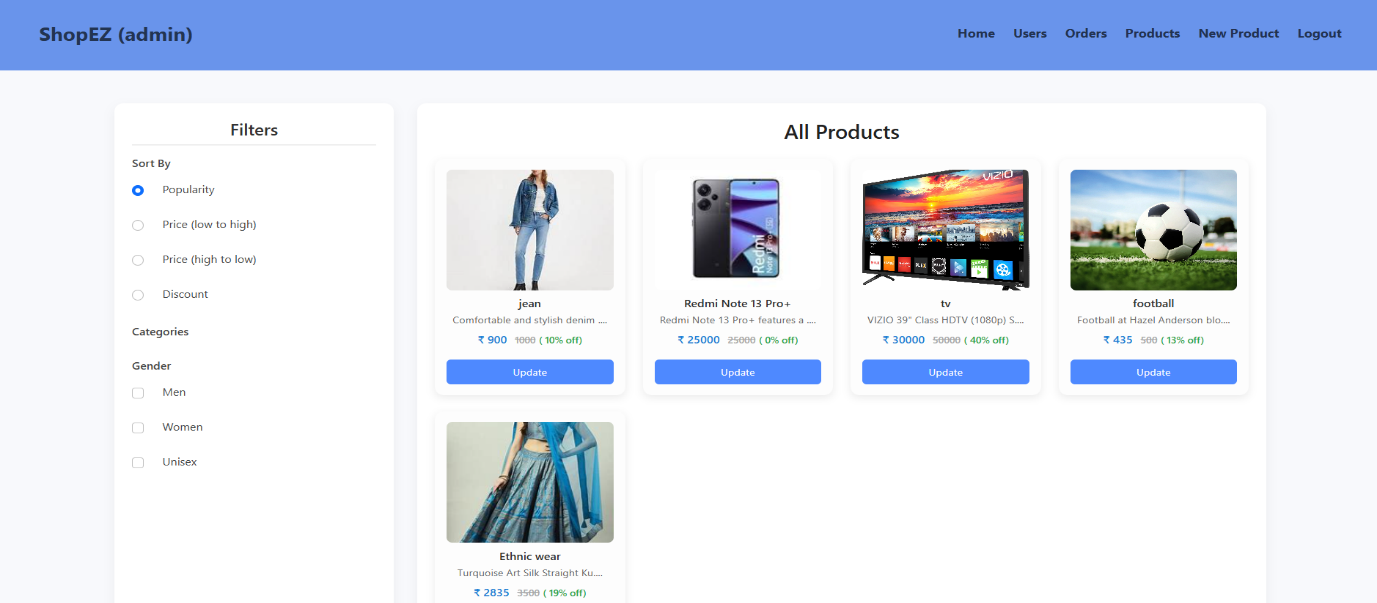 ShopEZ (admin)
Home Users Orders Products New Product Logout
Filters
Sort By
Popularity
Price (low to high)
Price (high to low)
Discount
Categories
Gender
Men
Women
Unisex
All Products
jean
Comfortable and stylish denim ....
₹ 900 1000 ( 10% off)
Update
Redmi
Redmi Note 13 Pro+
Redmi Note 13 Pro+ features a ....
₹ 25000 25000 ( 0% off)
Update
VIZIO
tv
VIZIO 39" Class HDTV (1080p) S....
₹ 30000 50000 ( 40% off)
Update
football
Football at Hazel Anderson blo....
₹ 435 500 ( 13% off)
Update
Ethnic wear
Turquoise Art Silk Straight Ku....
₹ 2835 3500 ( 19% off)